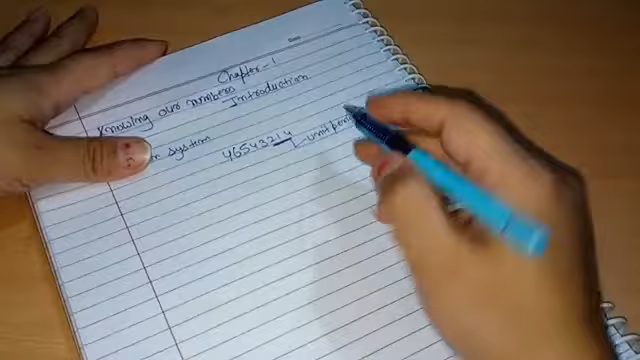 Chapter-1
Knowing our numbers
Introduction
system
46543214
unit